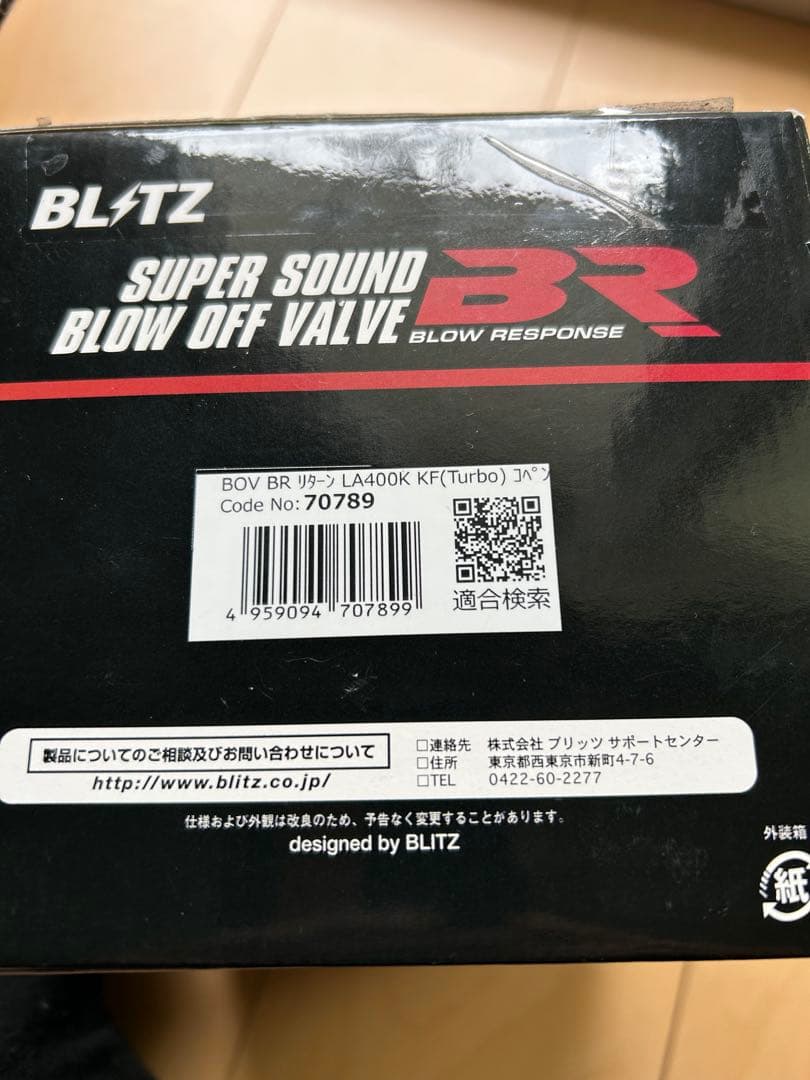 BLITZ
SUPER SOUND
BLOW OFF VALVE
BR
BLOW RESPONSE
BOV BR ﾘﾀｰﾝ LA400K KF(Turbo) ｺﾍﾟﾝ
Code No: 70789
4 959094 707899
適合検索
製品についてのご相談及びお問い合わせについて
http://www.blitz.co.jp/
□連絡先 株式会社 ブリッツ サポートセンター
□住所 東京都西東京市新町4-7-6
□TEL 0422-60-2277
仕様および外観は改良のため、予告なく変更することがあります。
designed by BLITZ
外装箱
紙